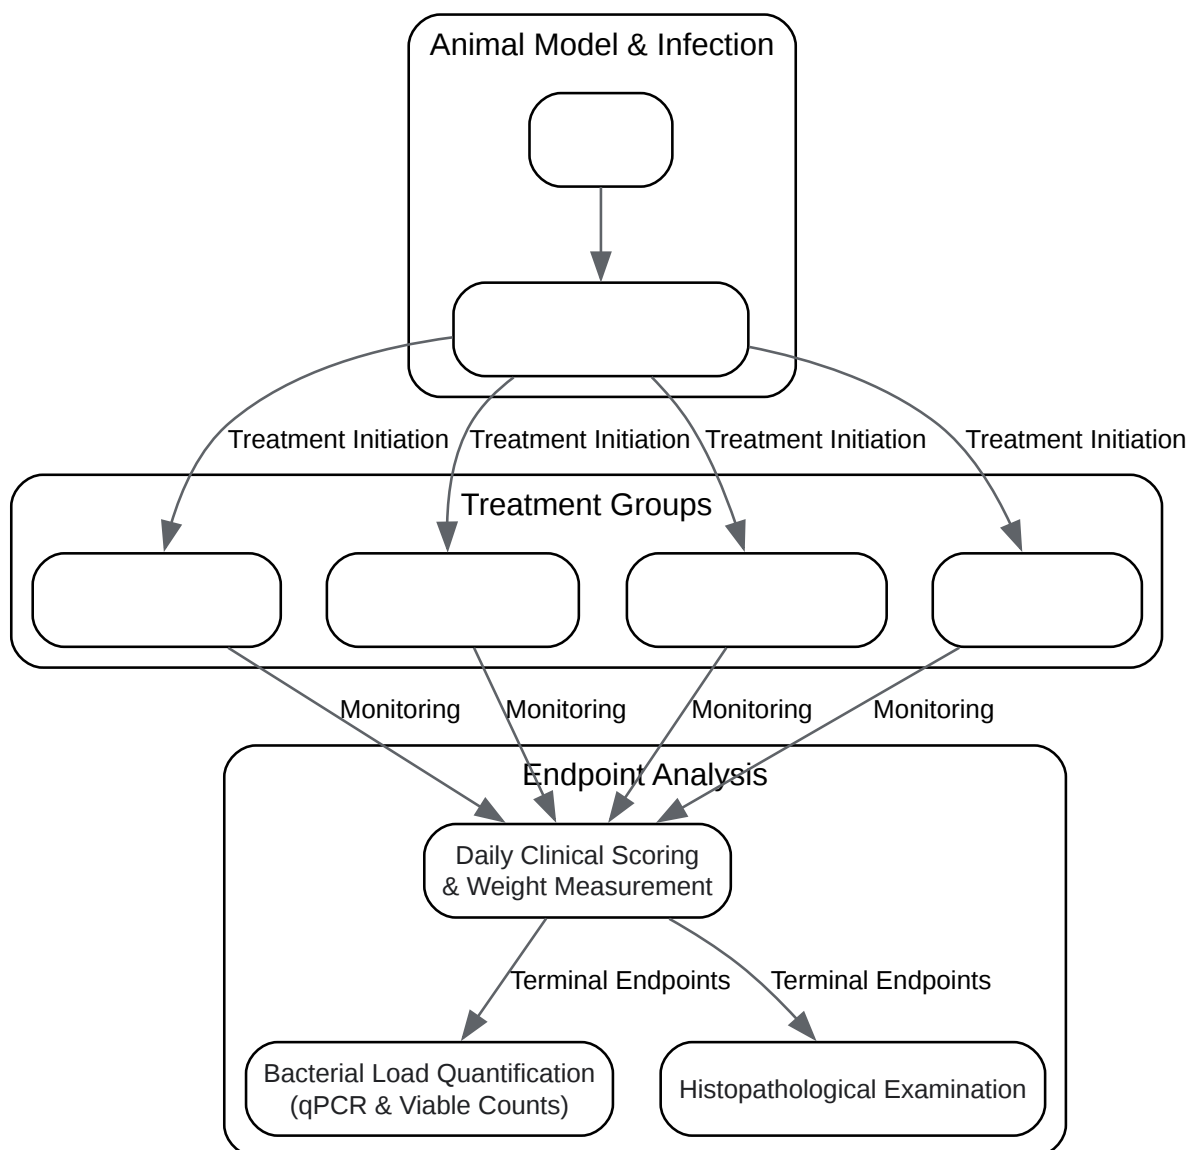 Animal Model & Infection
Treatment Initiation
Treatment Initiation
Treatment Initiation
Treatment Initiation
Treatment Groups
Monitoring
Monitoring
Monitoring
Monitoring
Endpoint Analysis
Daily Clinical Scoring
& Weight Measurement
Terminal Endpoints
Terminal Endpoints
Bacterial Load Quantification
(qPCR & Viable Counts)
Histopathological Examination